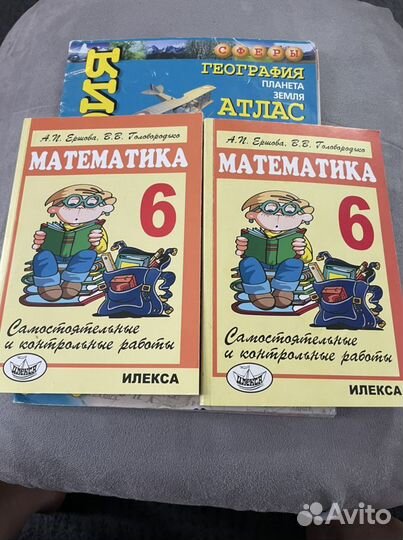 СФЕРЫ
ГЕОГРАФИЯ
ПЛАНЕТА
ЗЕМЛЯ
АТЛАС
А.П. Ершова, В.В. Голобородько
МАТЕМАТИКА
6
Самостоятельные
и контрольные работы
ИЛЕКСА
ИЛЕКСА
А.П. Ершова, В.В. Голобородько
МАТЕМАТИКА
6
Самостоятельные
и контрольные работы
ИЛЕКСА
ИЛЕКСА
Avito